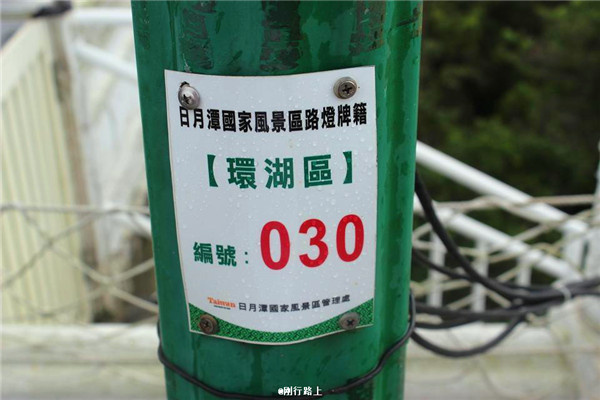 日月潭國家風景區路燈牌籍
【環湖區】
編號：030
Taiwan 日月潭國家風景區管理處
@刚行路上